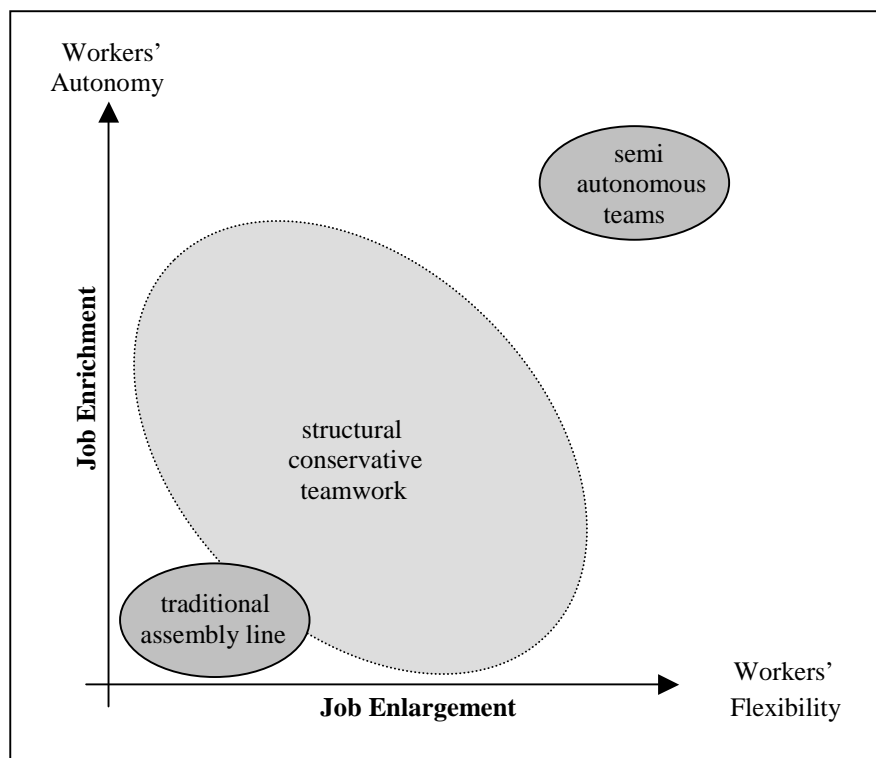 Workers’
Autonomy
semi
autonomous
teams
Job Enrichment
structural
conservative
teamwork
traditional
assembly line
Workers’
Flexibility
Job Enlargement